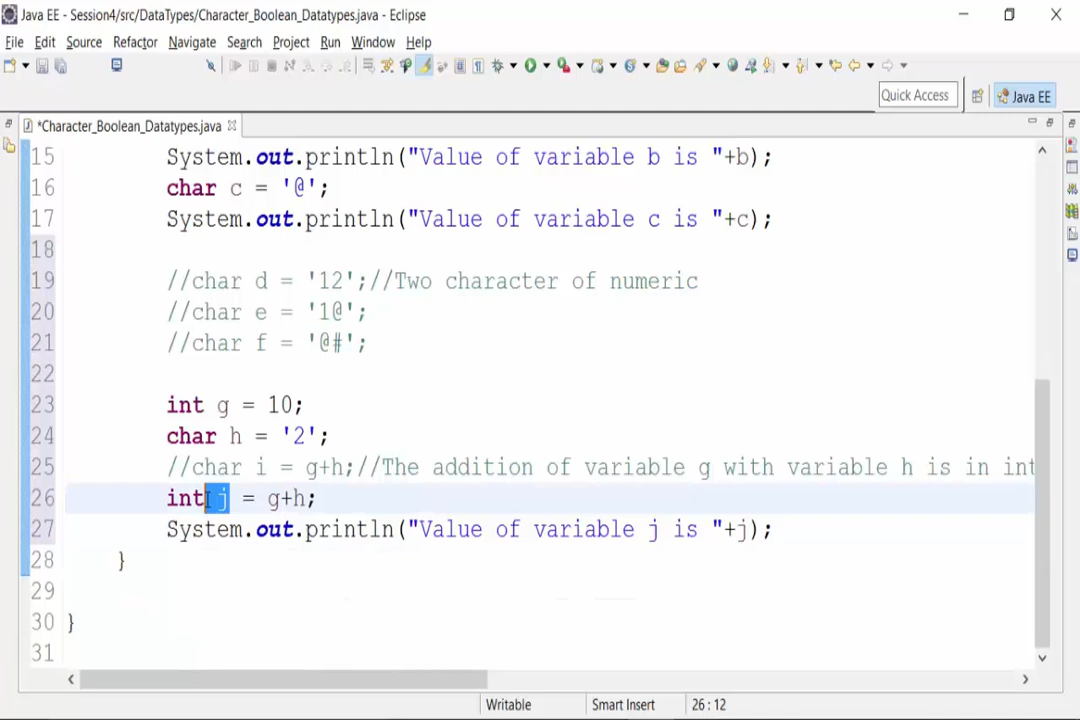 Java EE - Session4/src/DataTypes/Character_Boolean_Datatypes.java - Eclipse
File Edit Source Refactor Navigate Search Project Run Window Help
Quick Access
Java EE
*Character_Boolean_Datatypes.java
15 System.out.println("Value of variable b is "+b);
16 char c = '@';
17 System.out.println("Value of variable c is "+c);
18
19 //char d = '12';//Two character of numeric
20 //char e = '1@';
21 //char f = '@#';
22
23 int g = 10;
24 char h = '2';
25 //char i = g+h;//The addition of variable g with variable h is in int
26 int j = g+h;
27 System.out.println("Value of variable j is "+j);
28 }
29
30 }
31
Writable Smart Insert 26 : 12